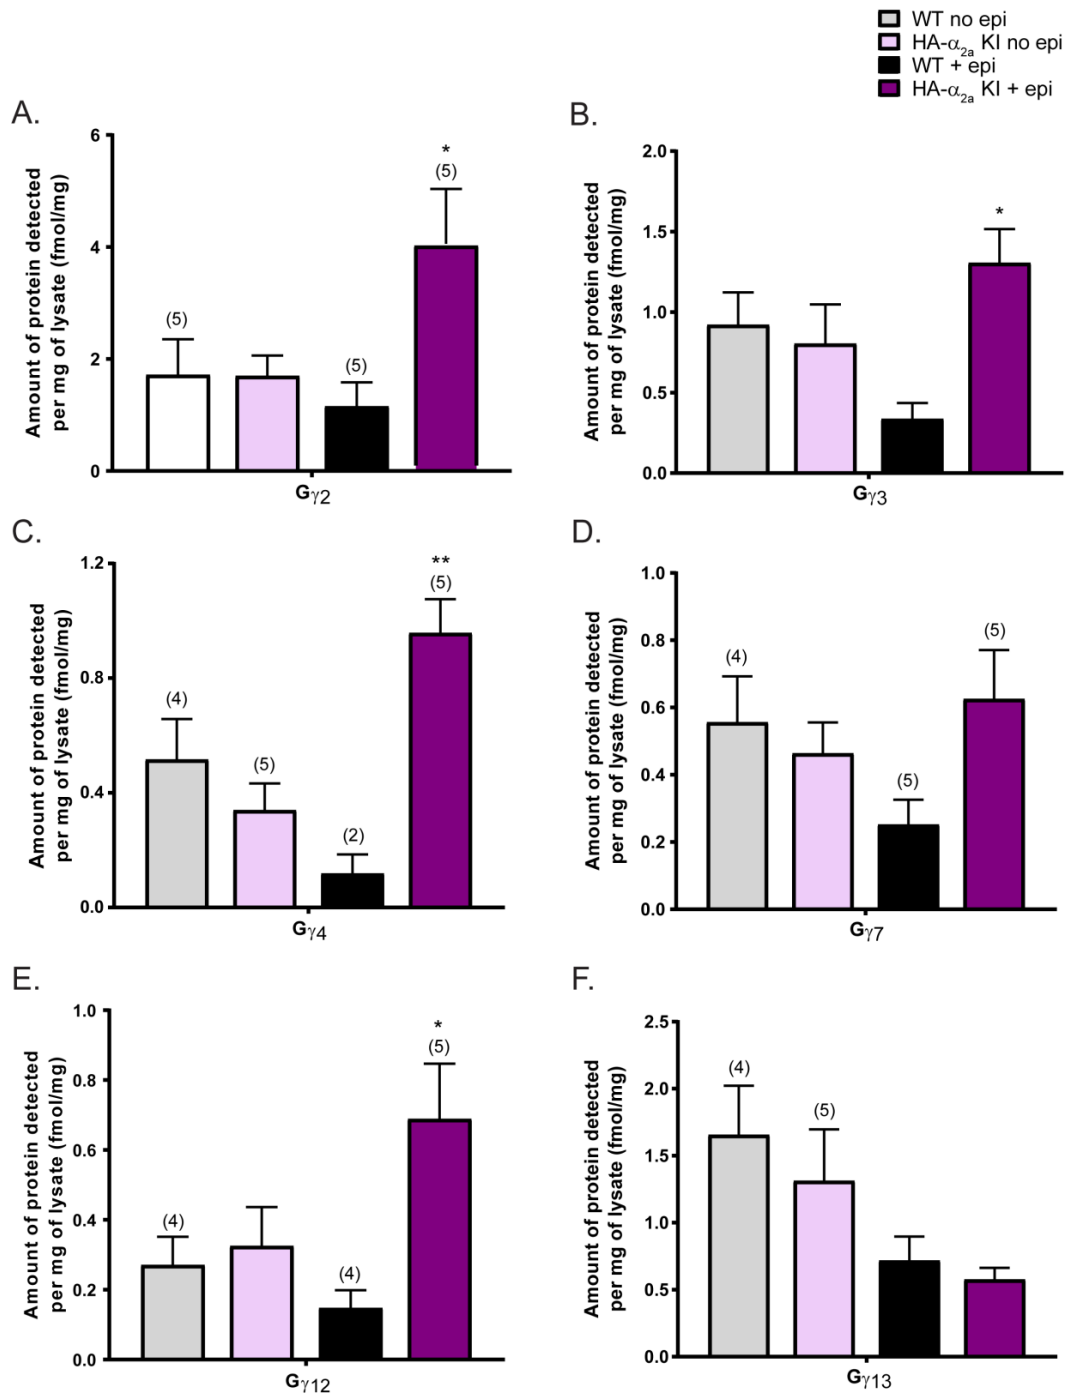 WT no epi
HA-α2a KI no epi
WT + epi
HA-α2a KI + epi
A.
Amount of protein detected
per mg of lysate (fmol/mg)
6
4
2
0
(5)
(5)
*
(5)
Gγ2
B.
Amount of protein detected
per mg of lysate (fmol/mg)
2.0
1.5
1.0
0.5
0.0
*
Gγ3
C.
Amount of protein detected
per mg of lysate (fmol/mg)
1.2
0.8
0.4
0.0
(4)
(5)
(2)
**
(5)
Gγ4
D.
Amount of protein detected
per mg of lysate (fmol/mg)
1.0
0.8
0.6
0.4
0.2
0.0
(4)
(5)
(5)
Gγ7
E.
Amount of protein detected
per mg of lysate (fmol/mg)
1.0
0.8
0.6
0.4
0.2
0.0
(4)
(4)
*
(5)
Gγ12
F.
Amount of protein detected
per mg of lysate (fmol/mg)
2.5
2.0
1.5
1.0
0.5
0.0
(4)
(5)
Gγ13